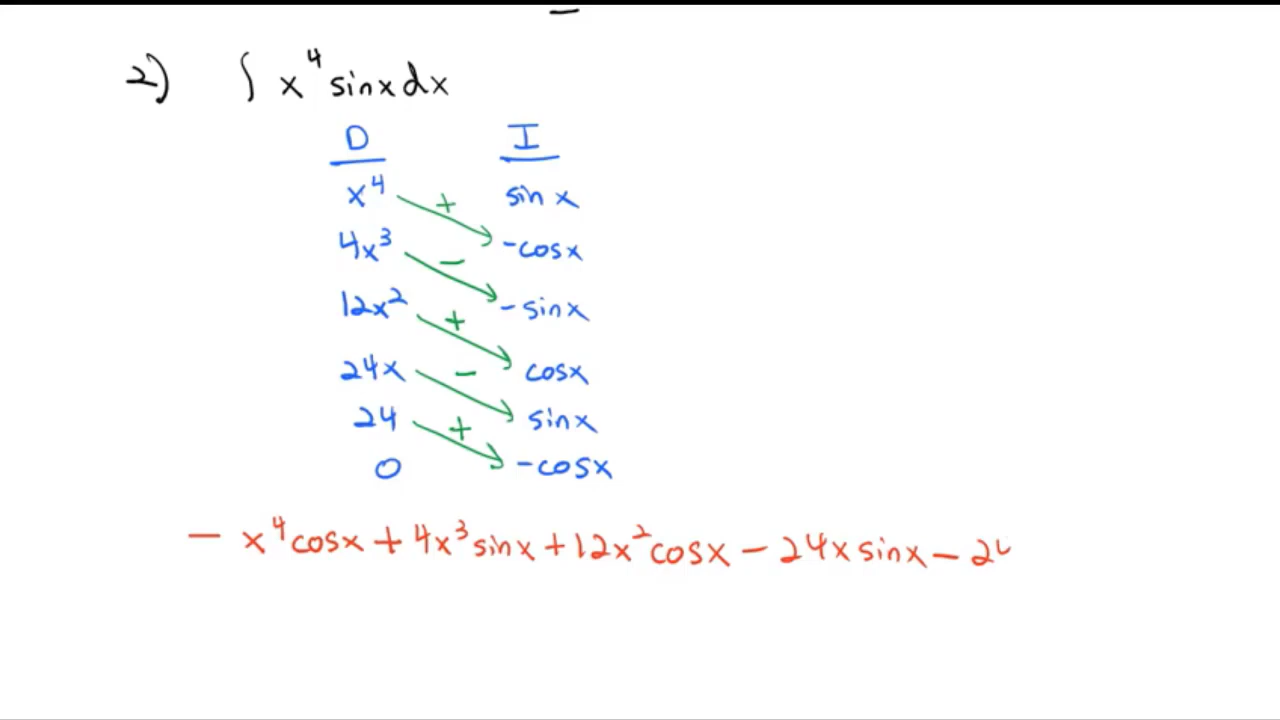 2) ∫ x⁴ sinx dx
D I
x⁴ + sin x
4x³ − -cosx
12x² + - sinx
24x − cosx
24 + sinx
0 -cosx
− x⁴cosx + 4x³sinx + 12x²cosx − 24x sinx − 24